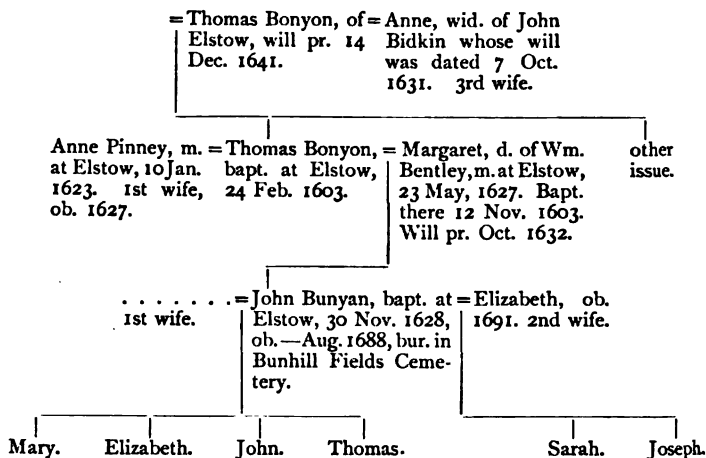 =Thomas Bonyon, of=Anne, wid. of John
Elstow, will pr. 14 Bidkin whose will
Dec. 1641. was dated 7 Oct.
1631. 3rd wife.
Anne Pinney, m.=Thomas Bonyon,= Margaret, d. of Wm. other
at Elstow, 10 Jan. bapt. at Elstow, Bentley, m. at Elstow, issue.
1623. 1st wife, 24 Feb. 1603. 23 May, 1627. Bapt.
ob. 1627. there 12 Nov. 1603.
Will pr. Oct. 1632.
. . . . . . .=John Bunyan, bapt. at=Elizabeth, ob.
1st wife. Elstow, 30 Nov. 1628, 1691. 2nd wife.
ob.—Aug. 1688, bur. in
Bunhill Fields Ceme-
tery.
Mary. Elizabeth. John. Thomas. Sarah. Joseph.